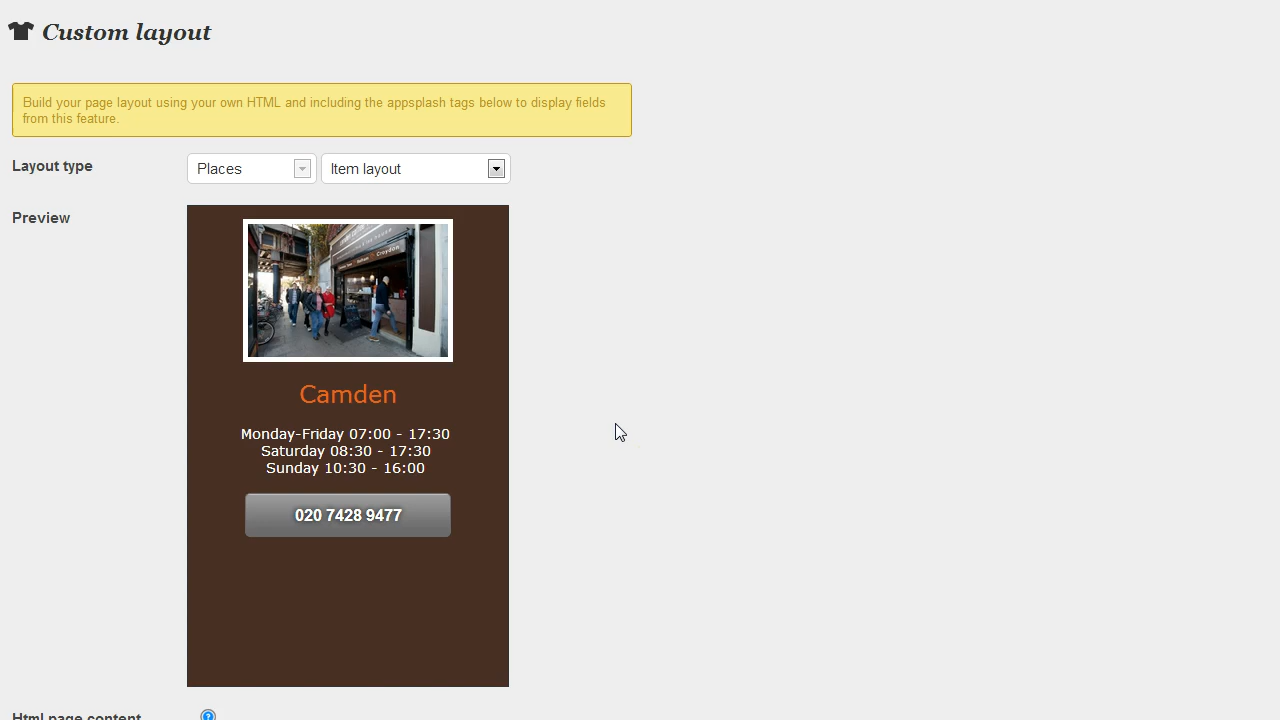 Custom layout
Build your page layout using your own HTML and including the appsplash tags below to display fields
from this feature.
Layout type
Places
Item layout
Preview
Croydon
Camden
Monday-Friday 07:00 - 17:30
Saturday 08:30 - 17:30
Sunday 10:30 - 16:00
020 7428 9477
Html page content
?